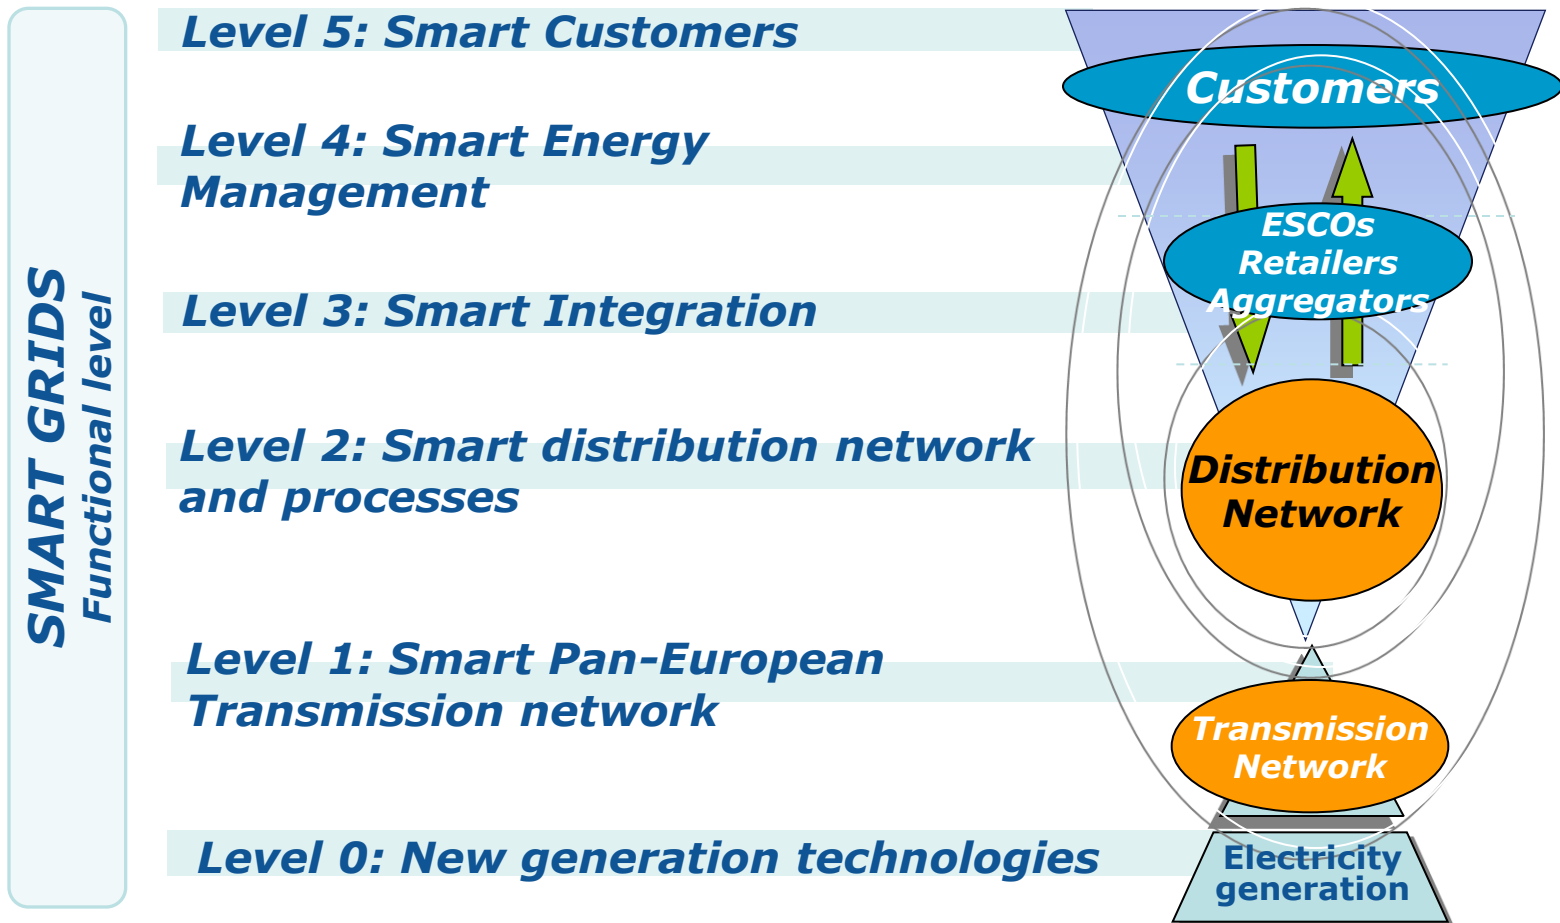 SMART GRIDS
Functional level
Level 5: Smart Customers
Level 4: Smart Energy
Management
Level 3: Smart Integration
Level 2: Smart distribution network
and processes
Level 1: Smart Pan-European
Transmission network
Level 0: New generation technologies
Customers
ESCOs
Retailers
Aggregators
Distribution
Network
Transmission
Network
Electricity
generation